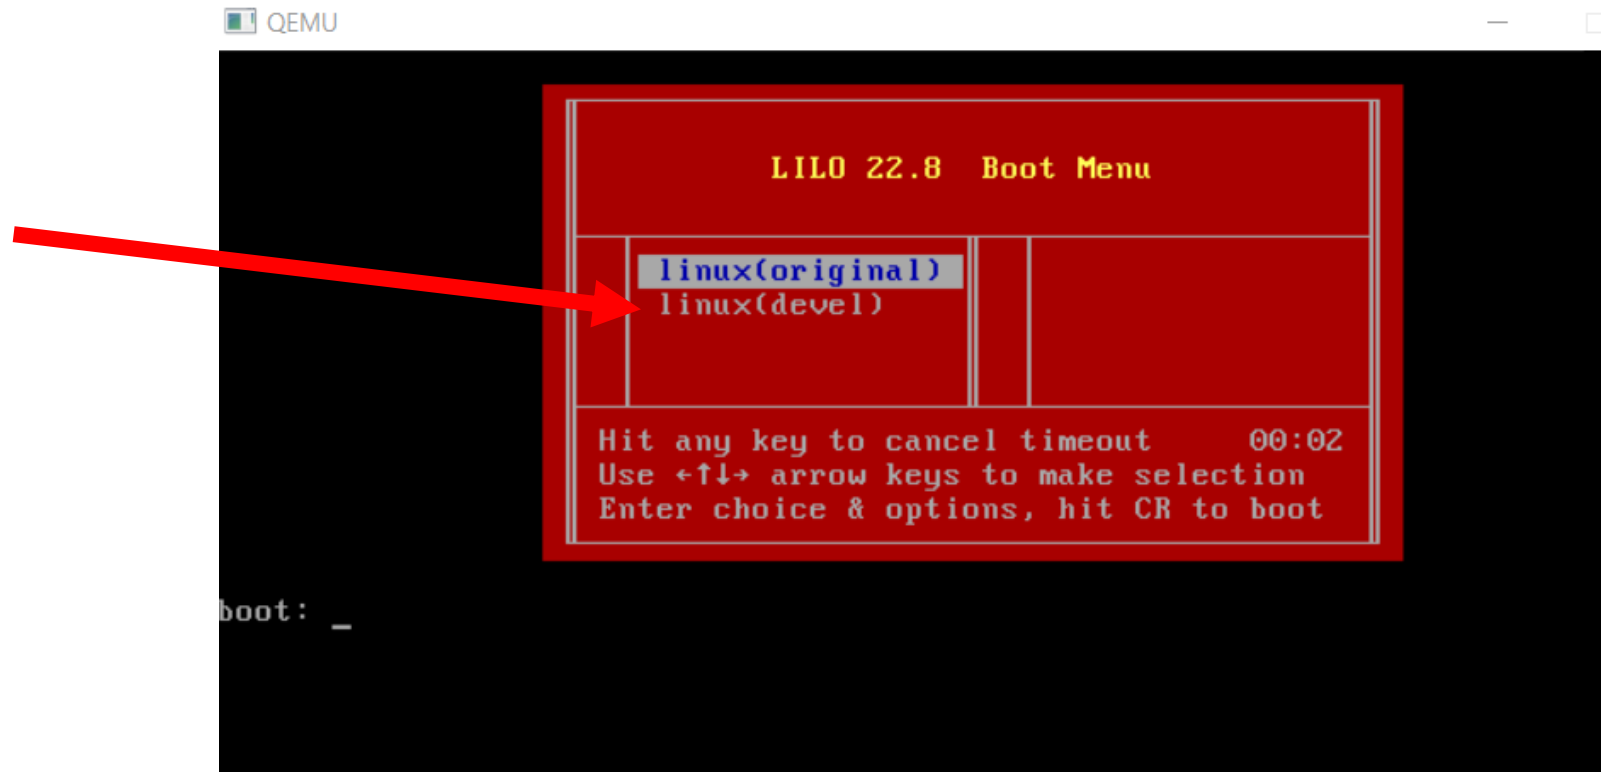 QEMU
LILO 22.8 Boot Menu
linux(original)
linux(devel)
Hit any key to cancel timeout 00:02
Use ←↑↓→ arrow keys to make selection
Enter choice & options, hit CR to boot
boot: _